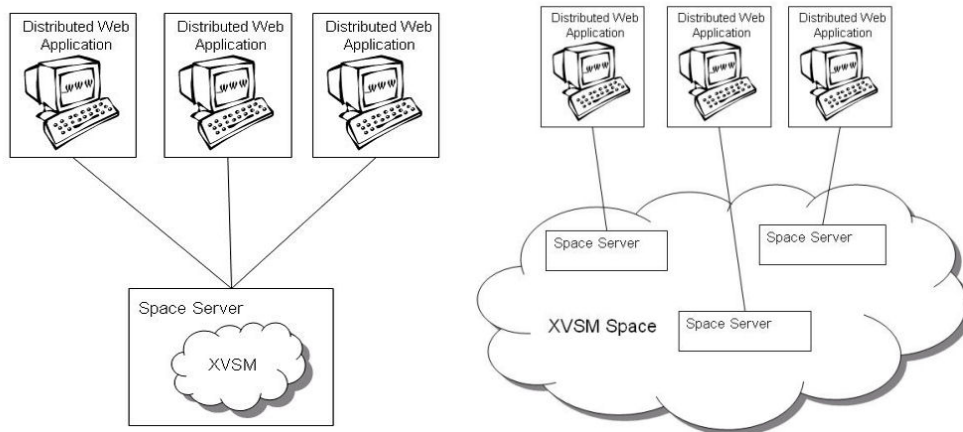 Distributed Web
Application
www
Distributed Web
Application
www
Distributed Web
Application
www
Space Server
XVSM
Distributed Web
Application
www
Distributed Web
Application
www
Distributed Web
Application
www
Space Server
Space Server
XVSM Space
Space Server